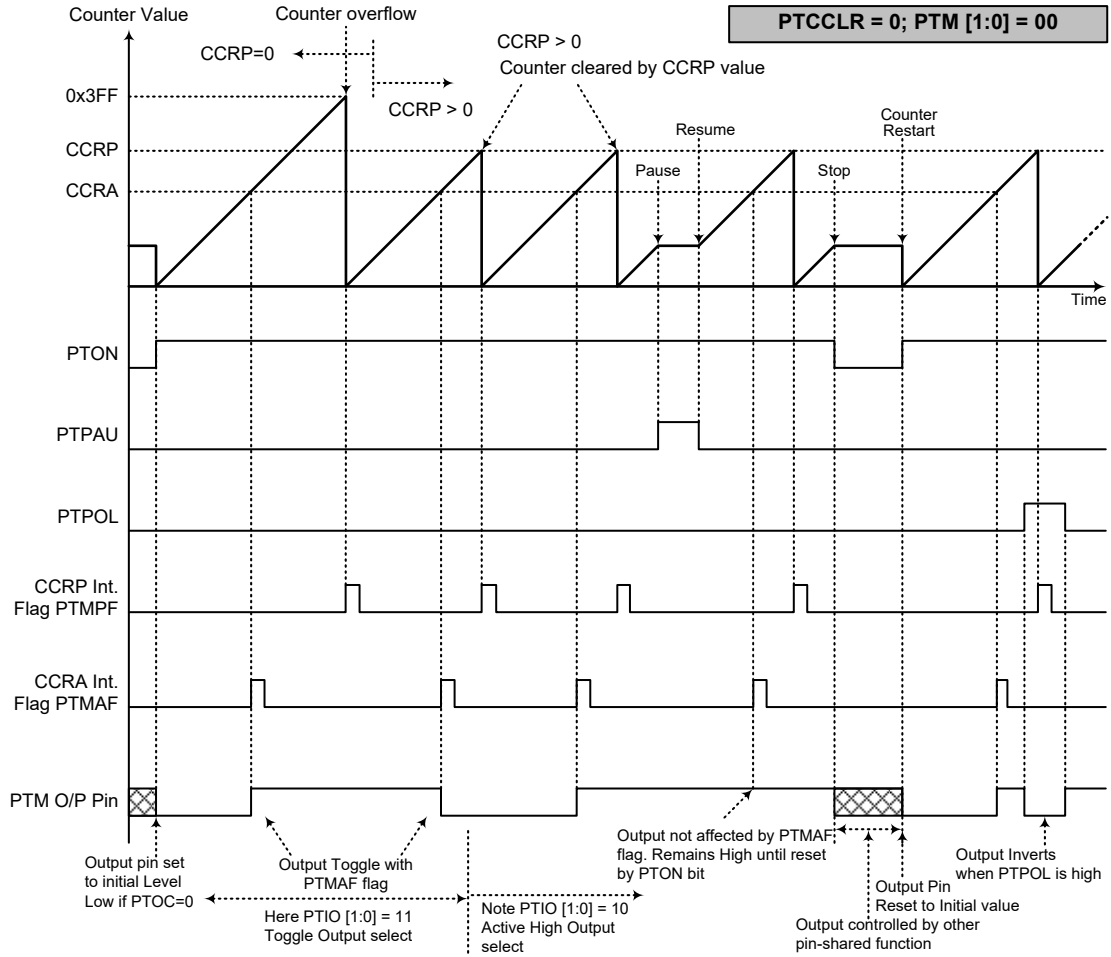 Counter Value
Counter overflow
PTCCLR = 0; PTM [1:0] = 00
CCRP=0
CCRP > 0
CCRP > 0
Counter cleared by CCRP value
0x3FF
CCRP
CCRA
Pause
Resume
Stop
Counter
Restart
Time
PTON
PTPAU
PTPOL
CCRP Int.
Flag PTMPF
CCRA Int.
Flag PTMAF
PTM O/P Pin
Output pin set
to initial Level
Low if PTOC=0
Output Toggle with
PTMAF flag
Here PTIO [1:0] = 11
Toggle Output select
Note PTIO [1:0] = 10
Active High Output
select
Output not affected by PTMAF
flag. Remains High until reset
by PTON bit
Output Pin
Reset to Initial value
Output controlled by other
pin-shared function
Output Inverts
when PTPOL is high